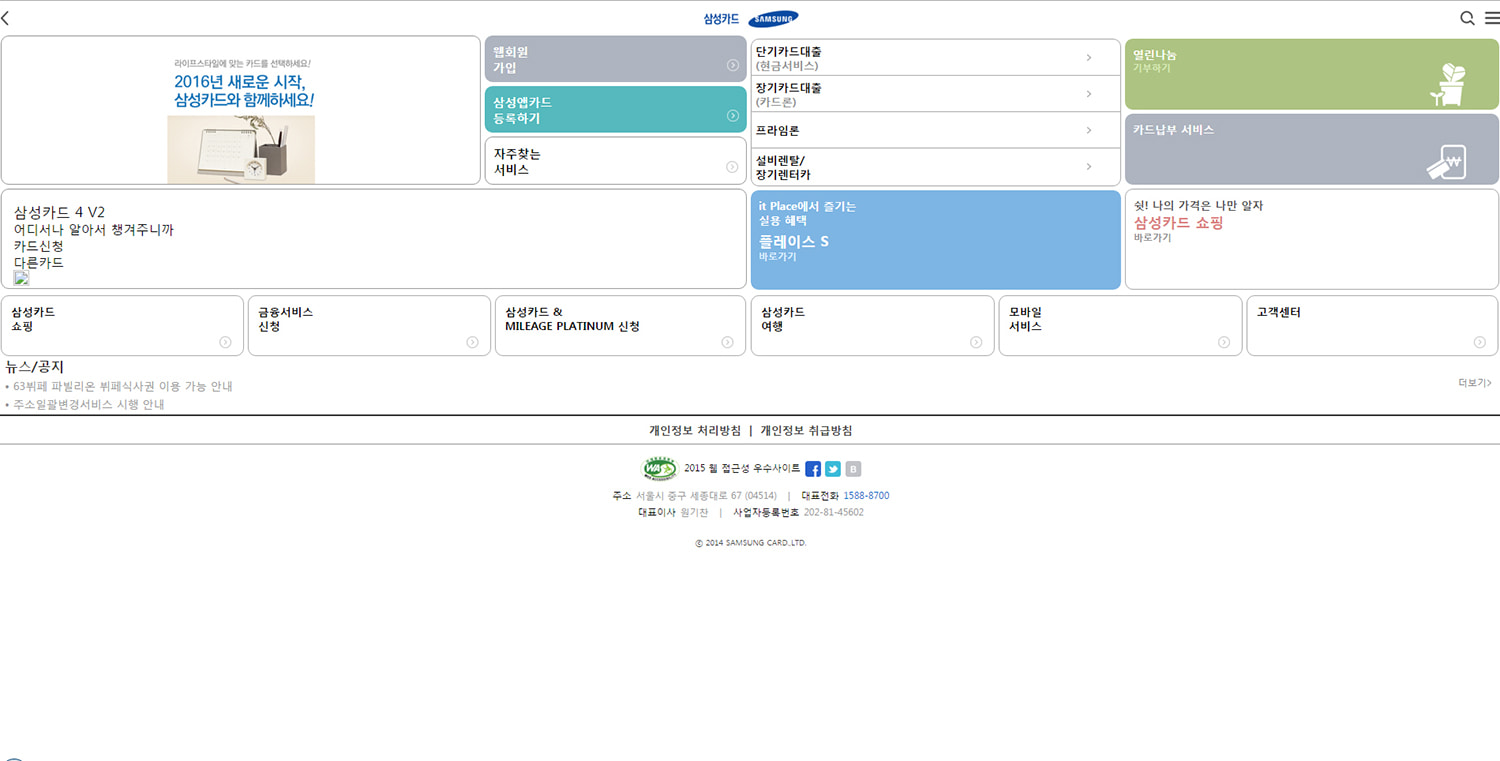 삼성카드 SAMSUNG
라이프스타일에 맞는 카드를 선택하세요!
2016년 새로운 시작,
삼성카드와 함께하세요!
웹회원
가입
삼성앱카드
등록하기
자주찾는
서비스
단기카드대출
(현금서비스)
장기카드대출
(카드론)
프라임론
설비렌탈/
장기렌터카
열린나눔
기부하기
카드납부 서비스
삼성카드 4 V2
어디서나 알아서 챙겨주니까
카드신청
다른카드
it Place에서 즐기는
실용 혜택
플레이스 S
바로가기
쉿! 나의 가격은 나만 알자
삼성카드 쇼핑
바로가기
삼성카드
쇼핑
금융서비스
신청
삼성카드 &
MILEAGE PLATINUM 신청
삼성카드
여행
모바일
서비스
고객센터
뉴스/공지
• 63뷔페 파빌리온 뷔페식사권 이용 가능 안내
• 주소일괄변경서비스 시행 안내
더보기>
개인정보 처리방침 | 개인정보 취급방침
WA 2015 웹 접근성 우수사이트 f B
주소 서울시 중구 세종대로 67 (04514) | 대표전화 1588-8700
대표이사 원기찬 | 사업자등록번호 202-81-45602
ⓒ 2014 SAMSUNG CARD.,LTD.